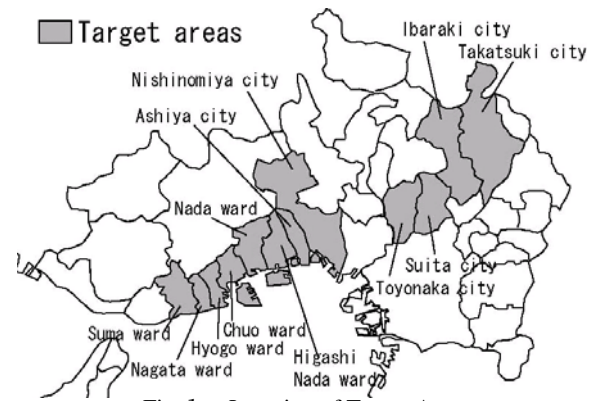 Target areas
Ibaraki city
Takatsuki city
Nishinomiya city
Ashiya city
Nada ward
Suita city
Toyonaka city
Suma ward
Chuo ward
Hyogo ward
Nagata ward
Higashi
Nada ward